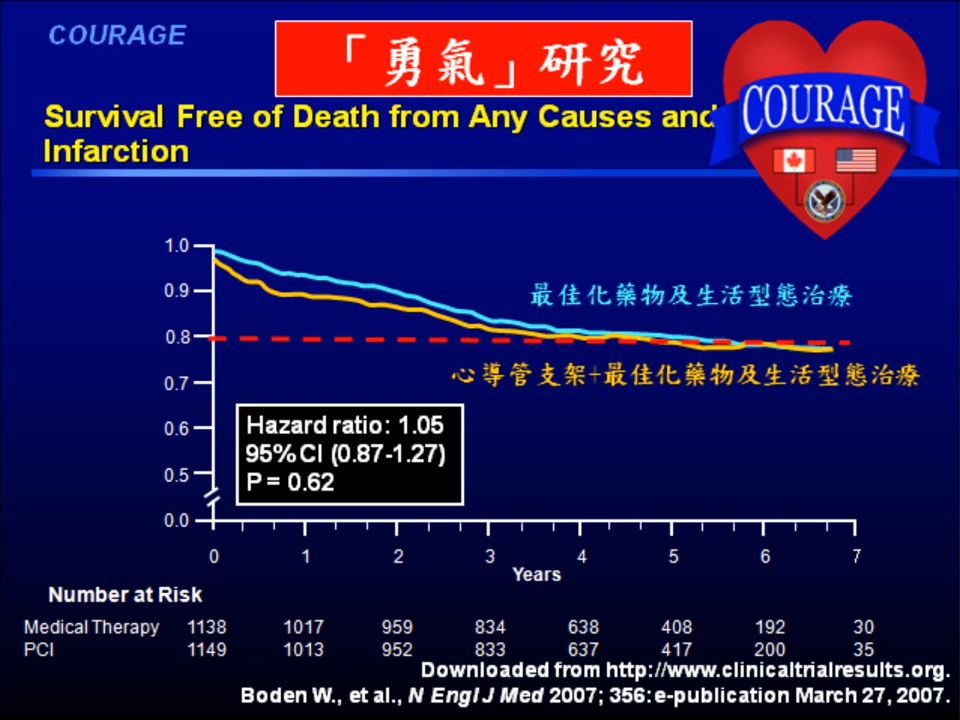 COURAGE
「勇氣」研究
COURAGE
Survival Free of Death from Any Causes and
Infarction
1.0
0.9
0.8
0.7
0.6
0.5
0.0
最佳化藥物及生活型態治療
心導管支架+最佳化藥物及生活型態治療
Hazard ratio: 1.05
95% CI (0.87-1.27)
P = 0.62
0 1 2 3 4 5 6 7
Years
Number at Risk
Medical Therapy 1138 1017 959 834 638 408 192 30
PCI 1149 1013 952 833 637 417 200 35
Downloaded from http://www.clinicaltrialresults.org.
Boden W., et al., N Engl J Med 2007; 356:e-publication March 27, 2007.